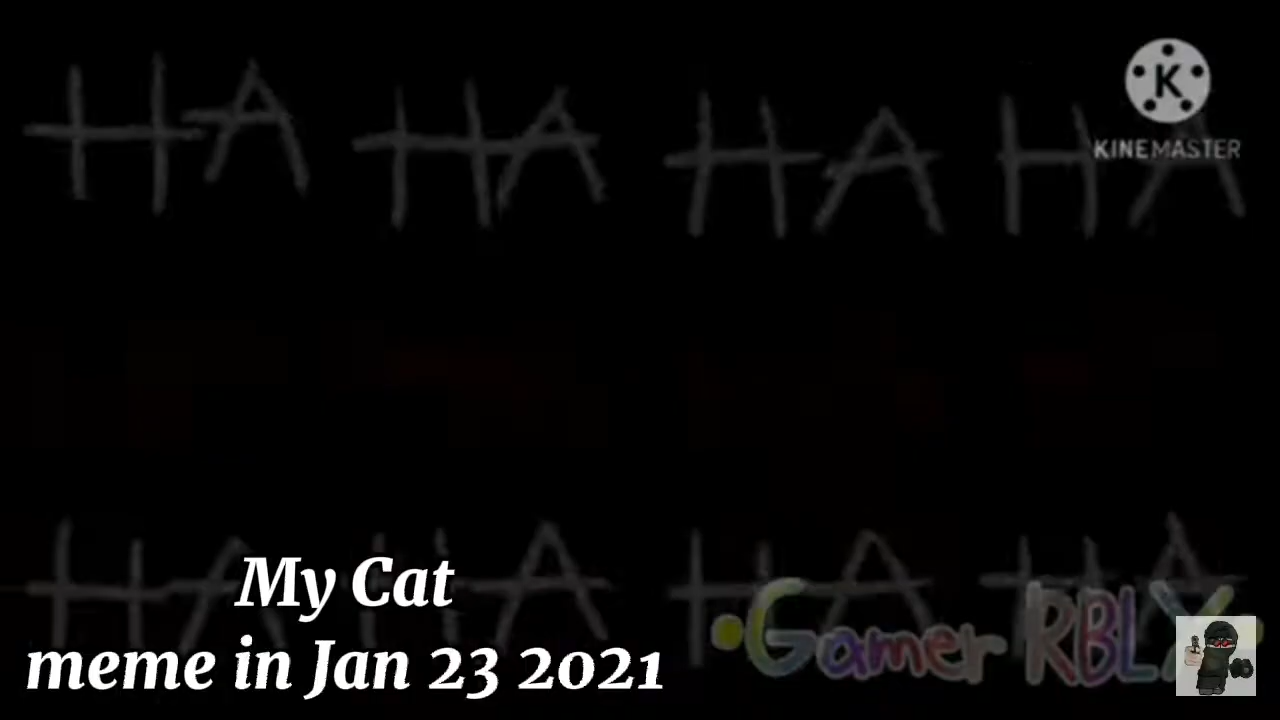 HA HA HA HA
K
KINEMASTER
HA HA HA HA
My Cat
meme in Jan 23 2021
•Gamer RBLX•